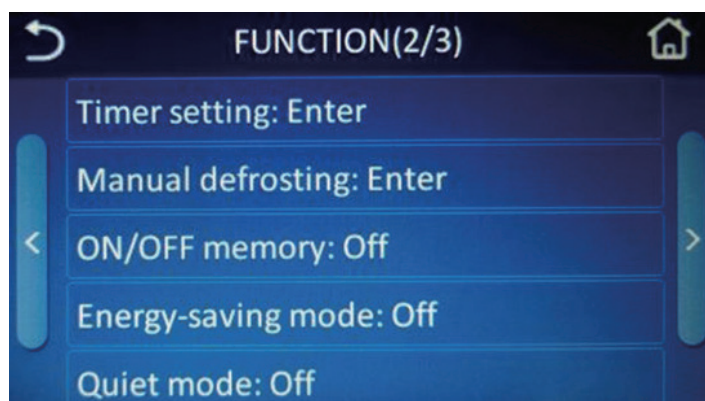 FUNCTION(2/3)
Timer setting: Enter
Manual defrosting: Enter
ON/OFF memory: Off
Energy-saving mode: Off
Quiet mode: Off